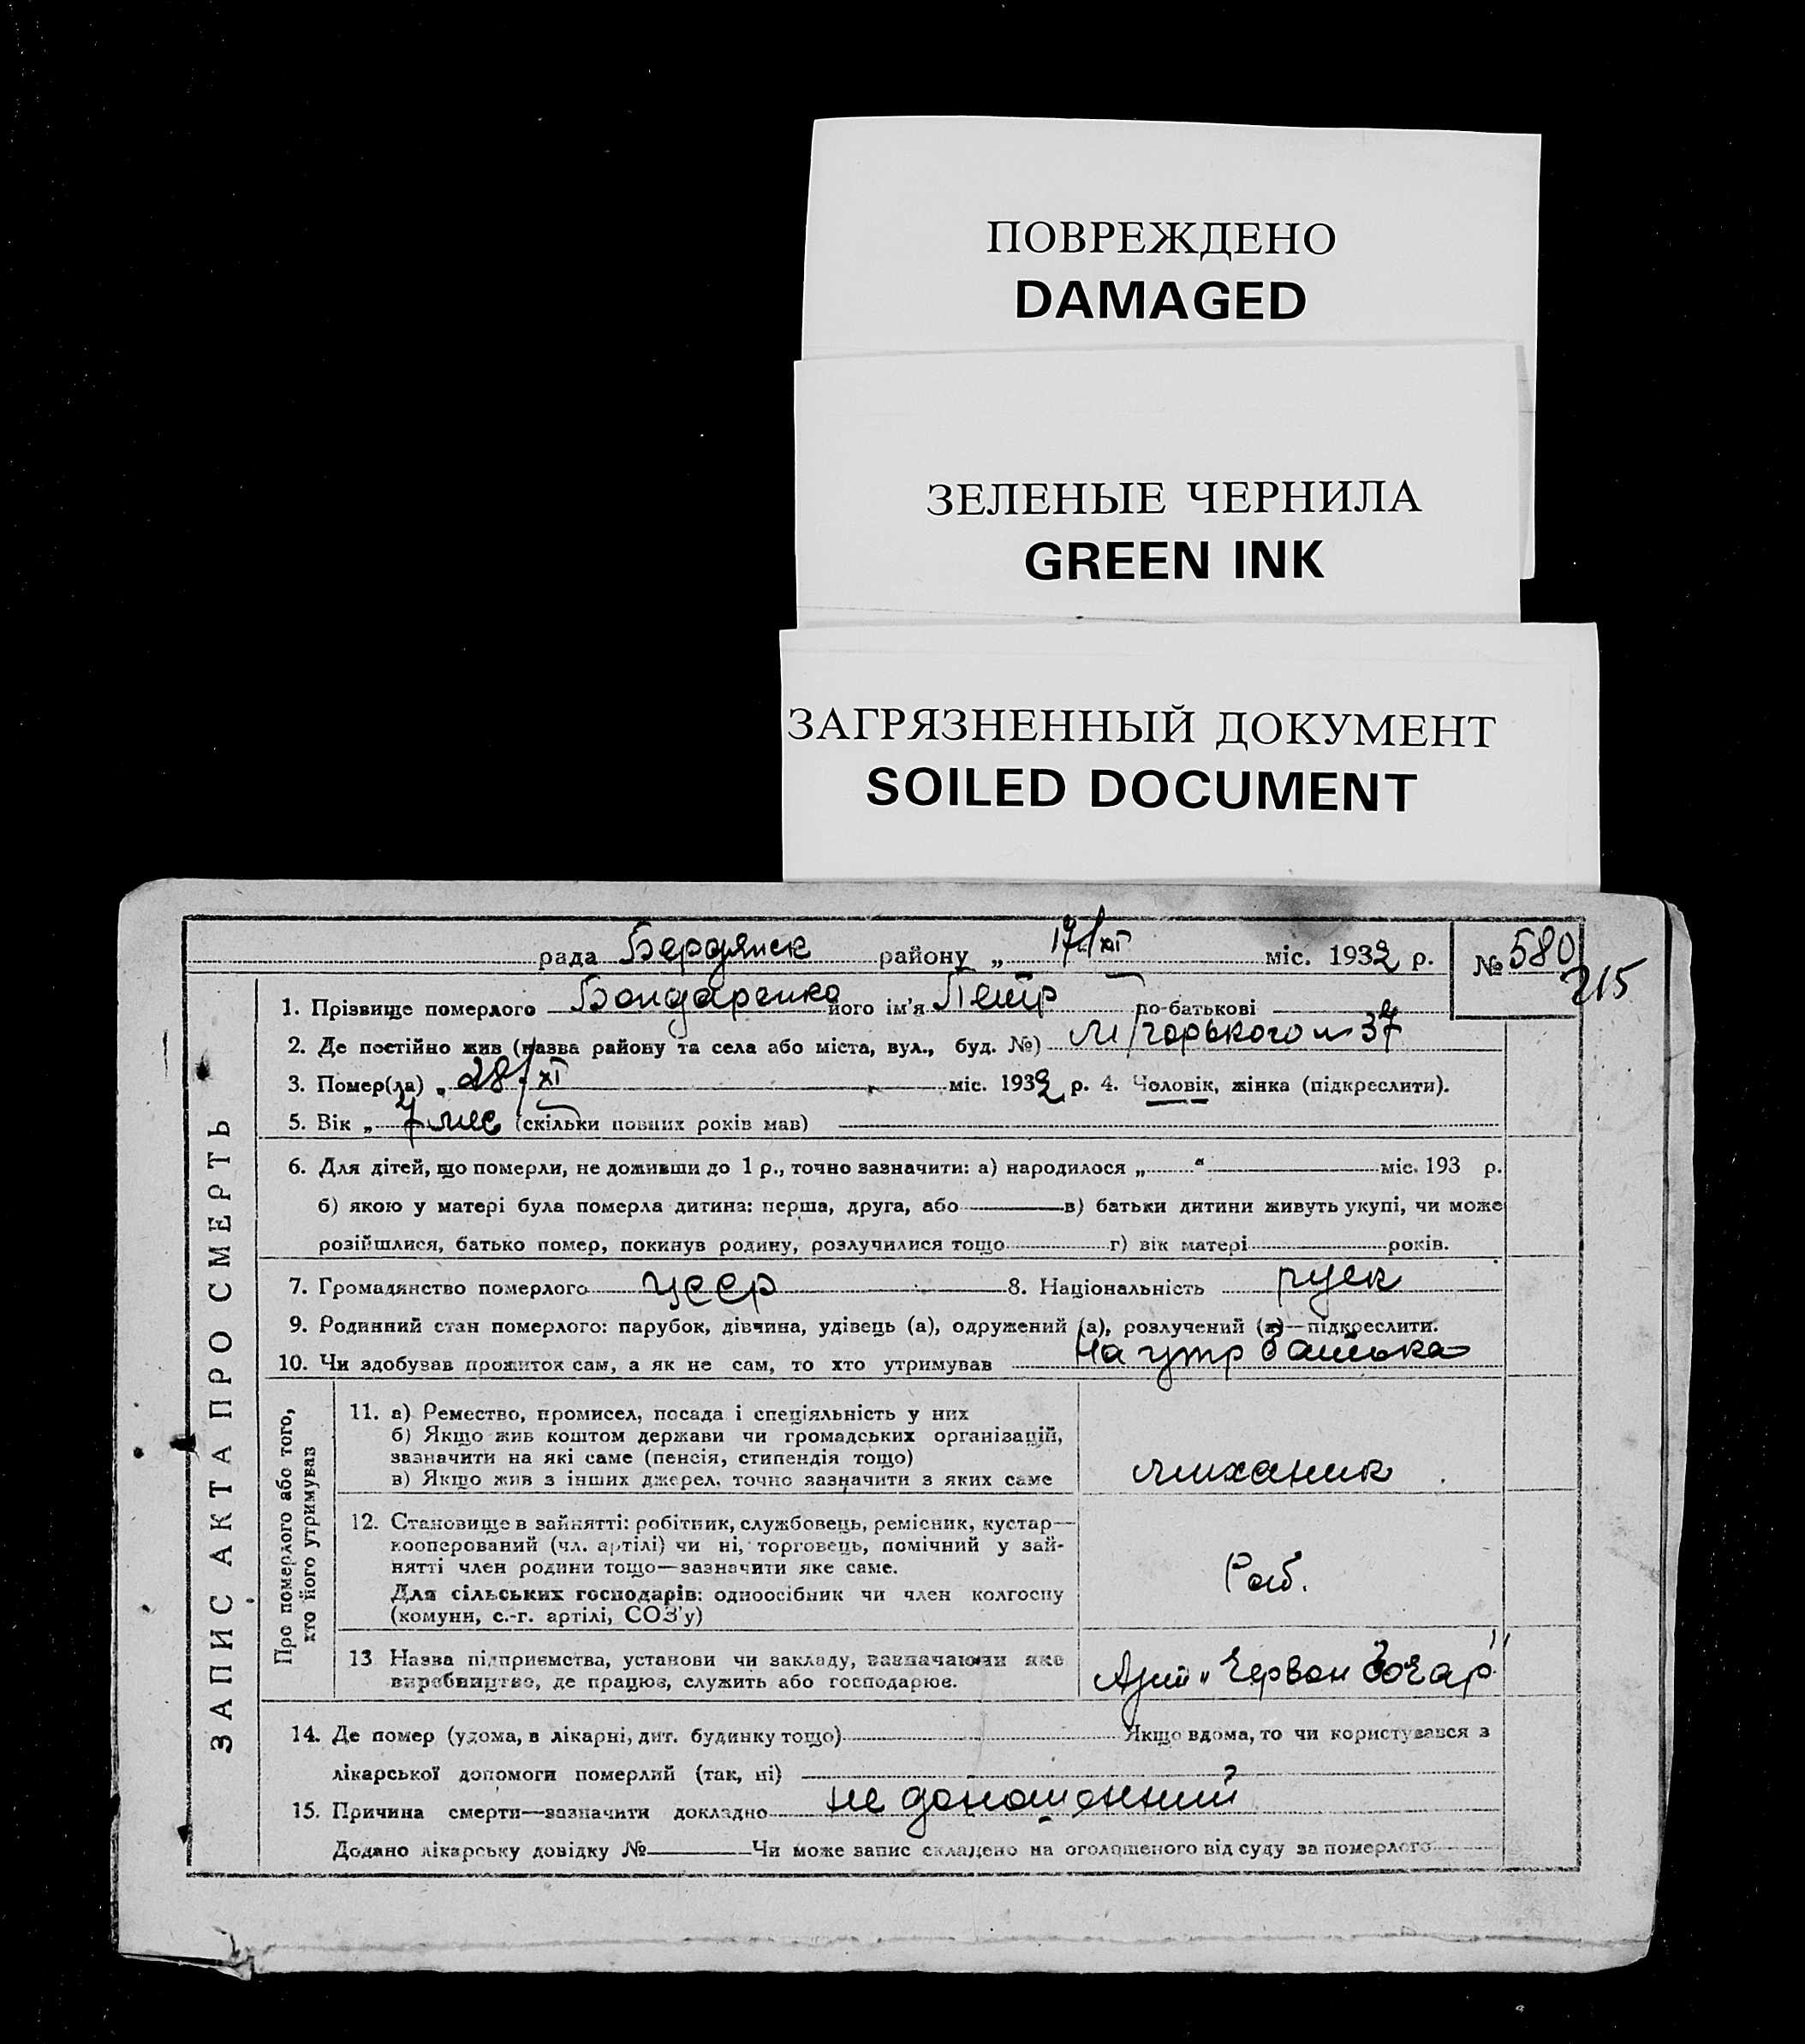 ПОВРЕЖДЕНО
DAMAGED
ЗЕЛЕНЫЕ ЧЕРНИЛА
GREEN INK
ЗАГРЯЗНЕННЫЙ ДОКУМЕНТ
SOILED DOCUMENT
рада Бердянск району „ XII міс. 1932 р. № 580
215
ЗАПИС АКТА ПРО СМЕРТЬ
1. Прізвище померлого Бондаренко його ім'я Петр по-батькові
2. Де постійно жив (назва району та села або міста, вул., буд. №) М/горького № 37
3. Помер(ла) „ 28/XI міс. 1932 р. 4. Чоловік, жінка (підкреслити).
5. Вік „ 7 мес (скільки повних років мав)
6. Для дітей, що померли, не доживши до 1 р., точно зазначити: а) народилося „ “ міс. 193 р.
б) якою у матері була померла дитина: перша, друга, або в) батьки дитини живуть укупі, чи може
розійшлися, батько помер, покинув родину, розлучилися тощо г) вік матері років.
7. Громадянство померлого УССР 8. Національність руск
9. Родинний стан померлого: парубок, дівчина, удівець (а), одружений (а), розлучений (а)—підкреслити.
10. Чи здобував прожиток сам, а як не сам, то хто утримував На утр батька
Про померлого або того,
хто його утримував
11. а) Ремество, промисел, посада і спеціяльність у них
б) Якщо жив коштом держави чи громадських організацій,
зазначити на які саме (пенсія, стипендія тощо)
в) Якщо жив з інших джерел, точно зазначити з яких саме
миханик
12. Становище в зайнятті: робітник, службовець, ремісник, кустар—
кооперований (чл. артілі) чи ні, торговець, помічний у зай-
нятті член родини тощо—зазначити яке саме.
Для сільських господарів: одноосібник чи член колгоспу
(комуни, с.-г. артілі, СОЗ'у)
Раб.
13 Назва підприємства, установи чи закладу, зазначаючи яке
виробництво, де працює, служить або господарює.
„ Червон
14. Де помер (удома, в лікарні, дит. будинку тощо) Якщо вдома, то чи користувався з
лікарської допомоги померлий (так, ні)
15. Причина смерти—зазначити докладно не доношенний
Додано лікарську довідку № Чи може запис складено на оголошеного від суду за померлого